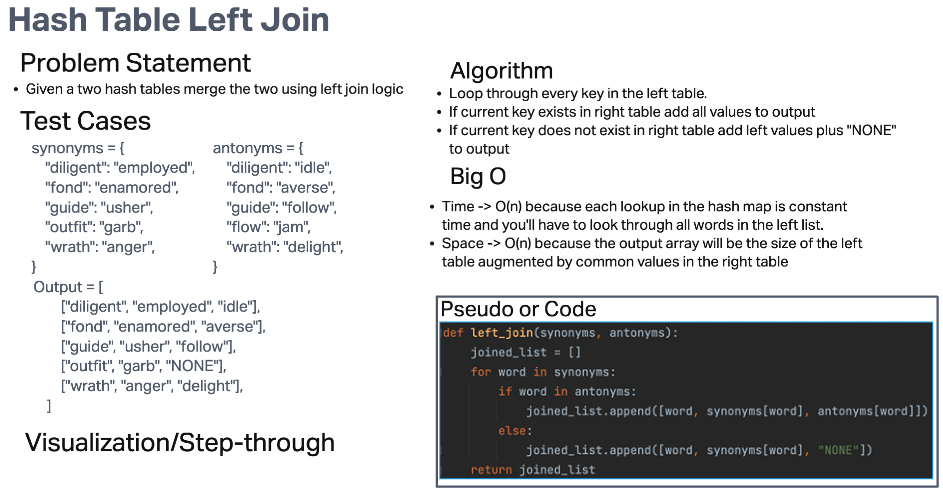 Hash Table Left Join
Problem Statement
• Given a two hash tables merge the two using left join logic
Test Cases
synonyms = {
"diligent": "employed",
"fond": "enamored",
"guide": "usher",
"outfit": "garb",
"wrath": "anger",
}
antonyms = {
"diligent": "idle",
"fond": "averse",
"guide": "follow",
"flow": "jam",
"wrath": "delight",
}
Output = [
["diligent", "employed", "idle"],
["fond", "enamored", "averse"],
["guide", "usher", "follow"],
["outfit", "garb", "NONE"],
["wrath", "anger", "delight"],
]
Visualization/Step-through
Algorithm
• Loop through every key in the left table.
• If current key exists in right table add all values to output
• If current key does not exist in right table add left values plus "NONE"
to output
Big O
• Time -> O(n) because each lookup in the hash map is constant
time and you'll have to look through all words in the left list.
• Space -> O(n) because the output array will be the size of the left
table augmented by common values in the right table
Pseudo or Code
def left_join(synonyms, antonyms):
joined_list = []
for word in synonyms:
if word in antonyms:
joined_list.append([word, synonyms[word], antonyms[word]])
else:
joined_list.append([word, synonyms[word], "NONE"])
return joined_list